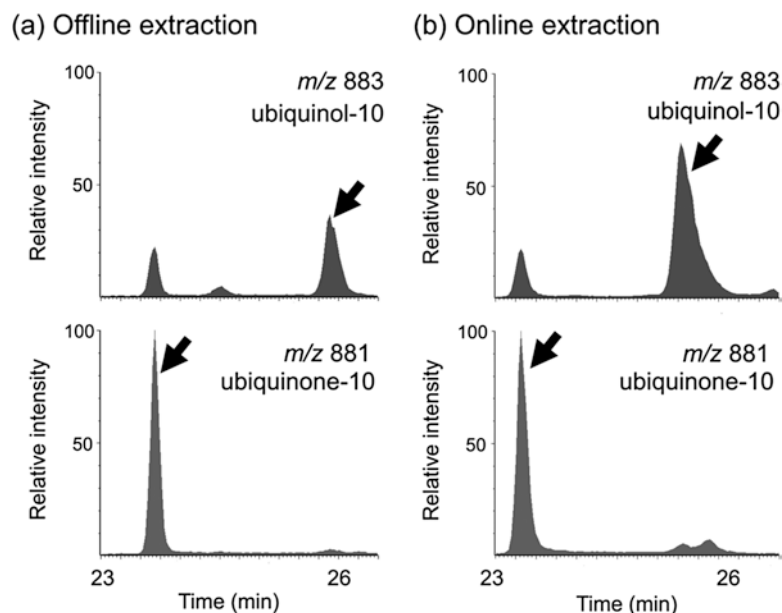 (a) Offline extraction
Relative intensity
100
50
m/z 883
ubiquinol-10
Relative intensity
100
50
m/z 881
ubiquinone-10
23
26
Time (min)
(b) Online extraction
Relative intensity
100
50
m/z 883
ubiquinol-10
Relative intensity
100
50
m/z 881
ubiquinone-10
23
26
Time (min)